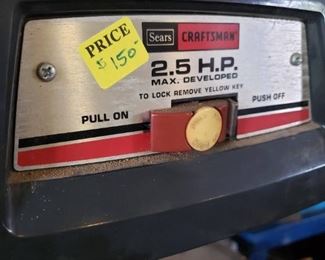 Sears CRAFTSMAN
PRICE
$150-
2.5 H.P.
MAX. DEVELOPED
TO LOCK REMOVE YELLOW KEY
PULL ON
PUSH OFF